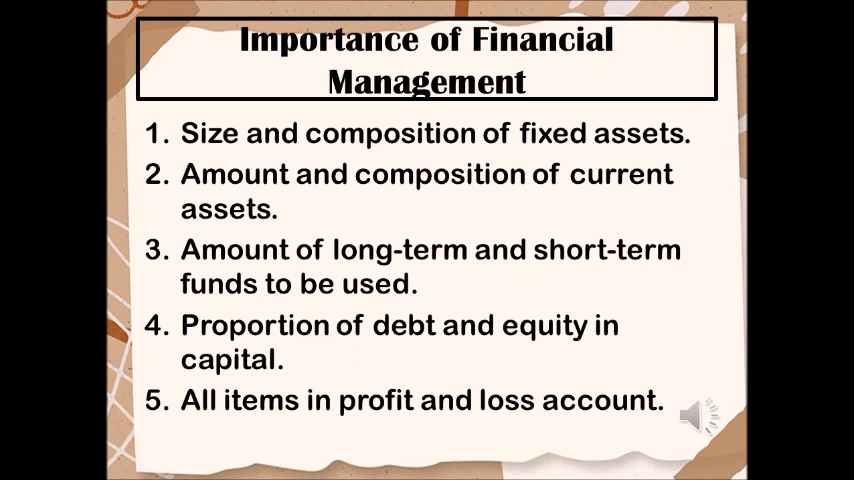 Importance of Financial
Management
1. Size and composition of fixed assets.
2. Amount and composition of current
assets.
3. Amount of long-term and short-term
funds to be used.
4. Proportion of debt and equity in
capital.
5. All items in profit and loss account.